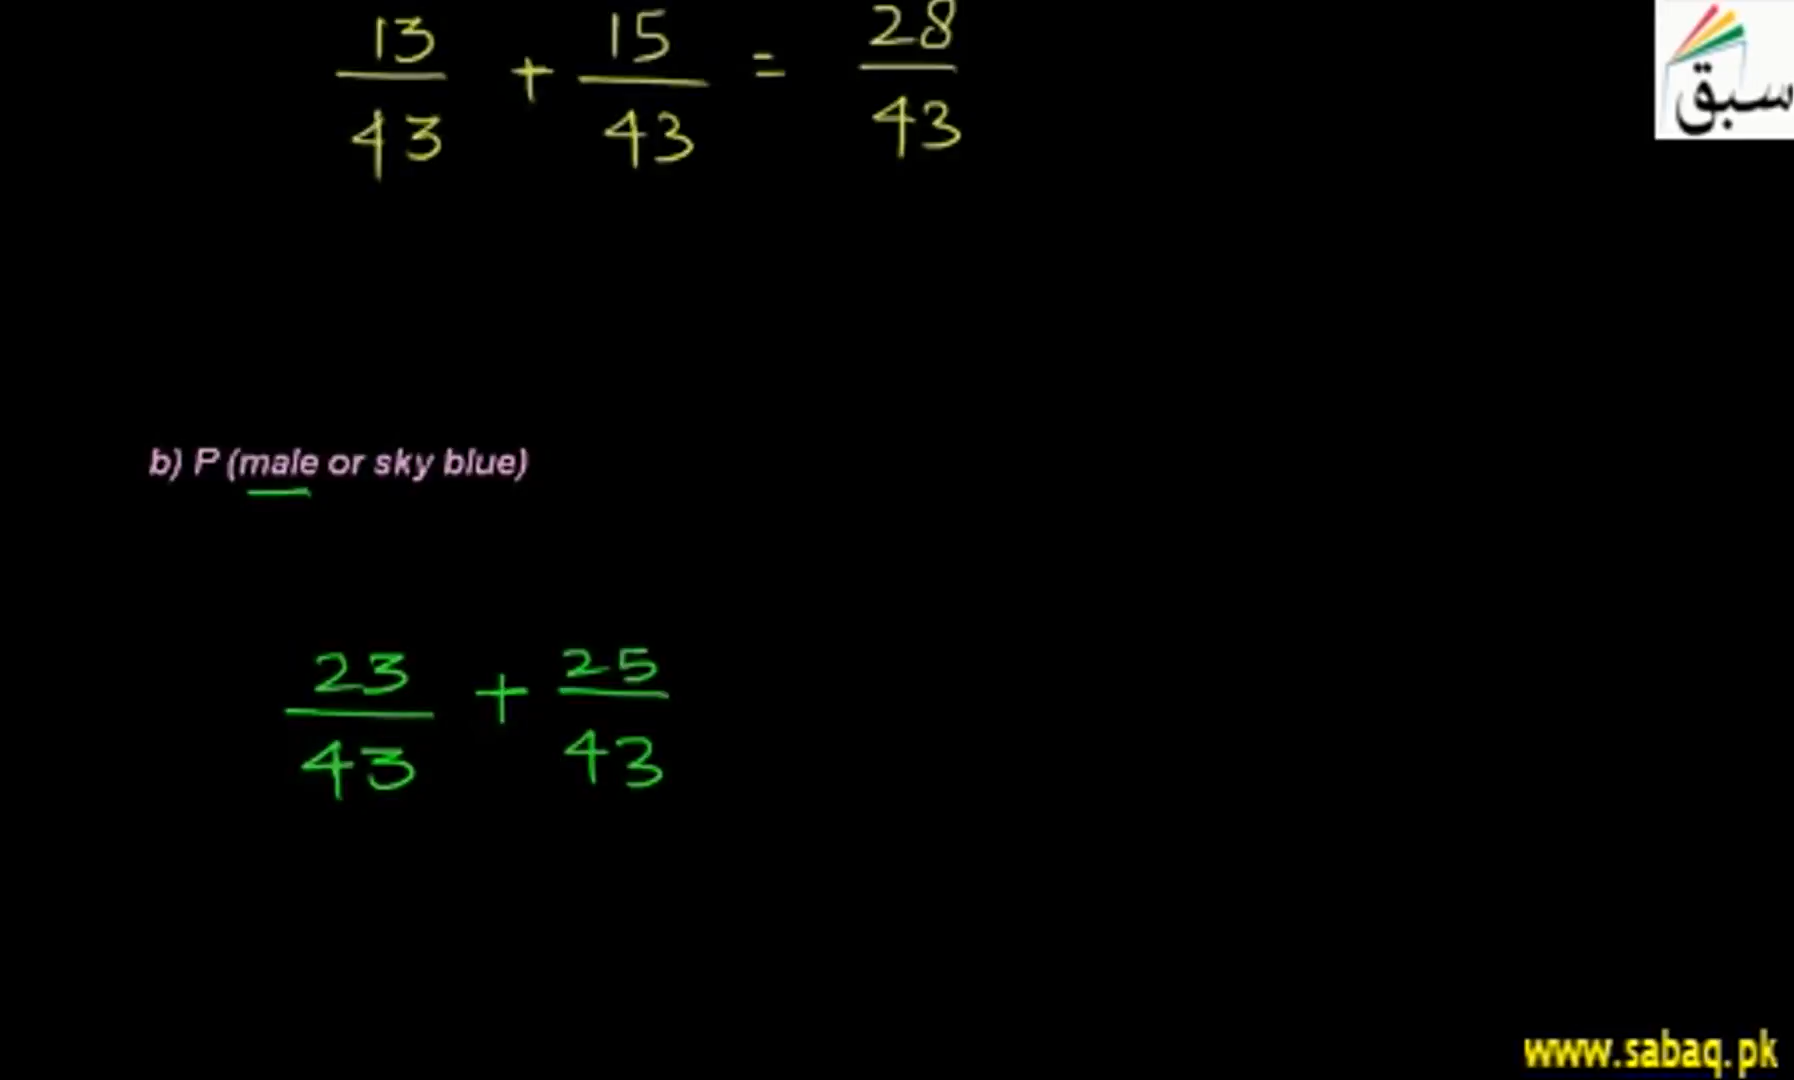 13/43 + 15/43 = 28/43
سبق
b) P (male or sky blue)
23/43 + 25/43
www.sabaq.pk